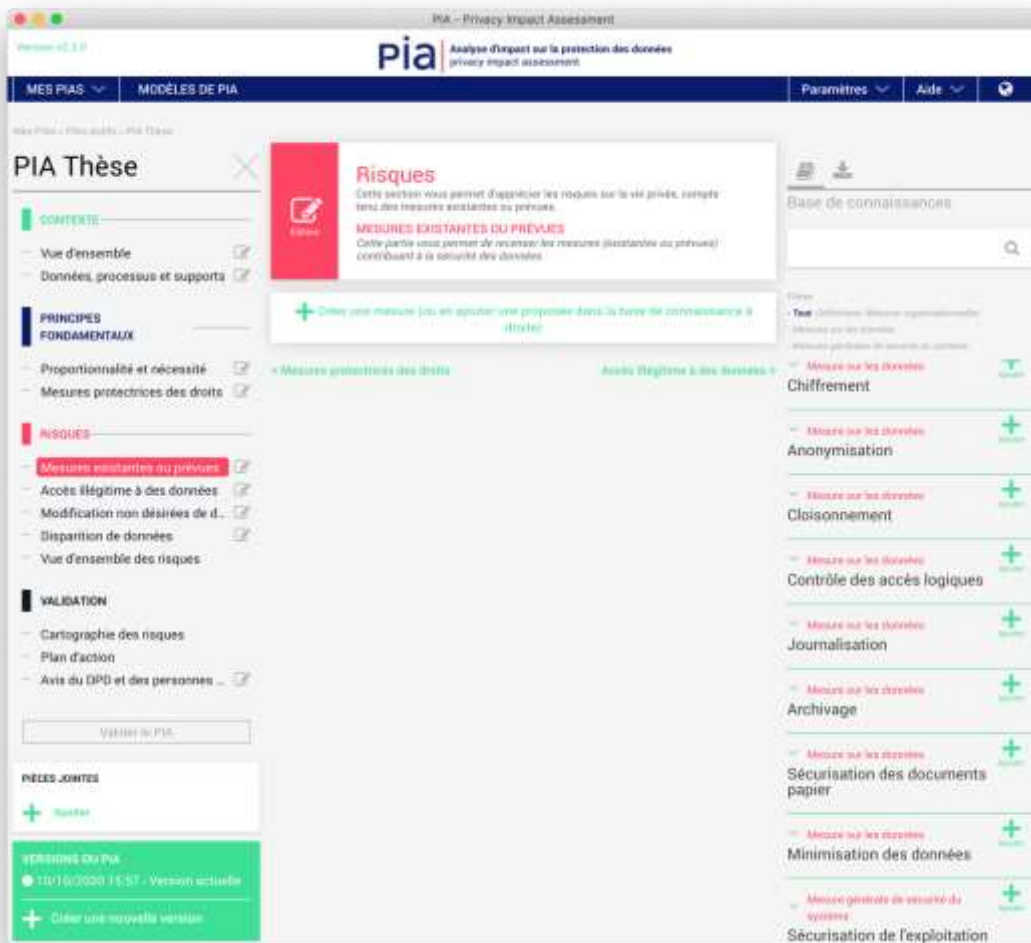 PIA – Privacy Impact Assessment
Version v2.3.0
pia Analyse d'impact sur la protection des données
privacy impact assessment
MES PIAS
MODÈLES DE PIA
Paramètres
Aide
PIA Thèse
CONTEXTE
Vue d'ensemble
Données, processus et supports
PRINCIPES
FONDAMENTAUX
Proportionnalité et nécessité
Mesures protectrices des droits
RISQUES
Mesures existantes ou prévues
Accès illégitime à des données
Modification non désirées de d...
Disparition de données
Vue d'ensemble des risques
VALIDATION
Cartographie des risques
Plan d'action
Avis du DPD et des personnes ...
Valider le PIA
PIÈCES JOINTES
Ajouter
VERSIONS DU PIA
10/10/2020 15:57 - Version actuelle
Créer une nouvelle version
Édition
Risques
Cette section vous permet d'apprécier les risques sur la vie privée, compte
tenu des mesures existantes ou prévues.
MESURES EXISTANTES OU PRÉVUES
Cette partie vous permet de recenser les mesures (existantes ou prévues)
contribuant à la sécurité des données.
Créer une mesure (ou en ajouter une proposée dans la base de connaissance à
droite)
< Mesures protectrices des droits
Accès illégitime à des données >
Base de connaissances
Mesure sur les données
Chiffrement
Mesure sur les données
Anonymisation
Mesure sur les données
Cloisonnement
Mesure sur les données
Contrôle des accès logiques
Mesure sur les données
Journalisation
Mesure sur les données
Archivage
Mesure sur les données
Sécurisation des documents
papier
Mesure sur les données
Minimisation des données
Mesure générale de sécurité du
système
Sécurisation de l'exploitation